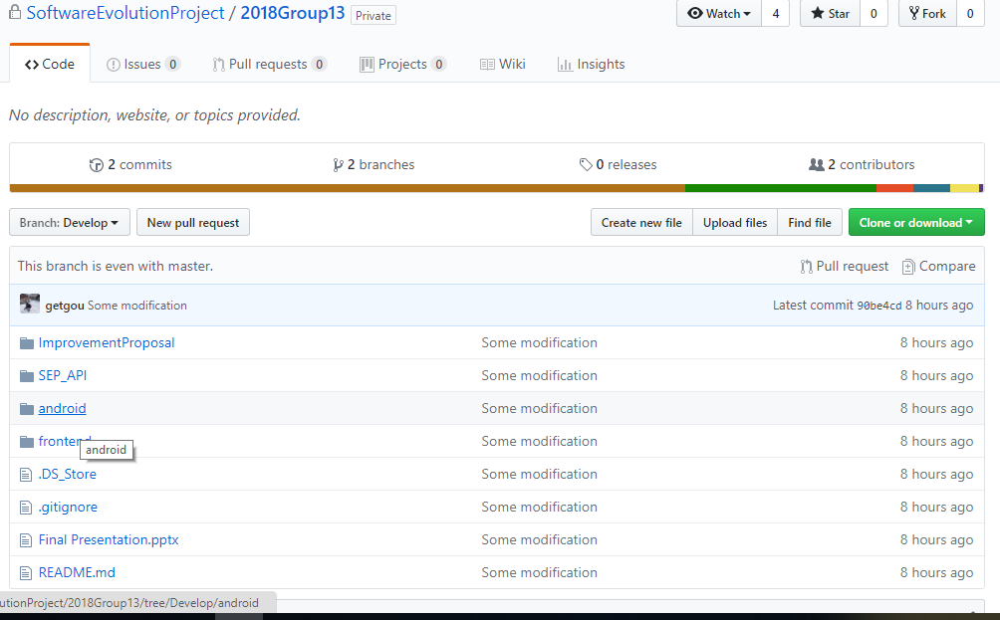 SoftwareEvolutionProject / 2018Group13 Private Watch 4 Star 0 Fork 0
Code Issues 0 Pull requests 0 Projects 0 Wiki Insights
No description, website, or topics provided.
2 commits 2 branches 0 releases 2 contributors
Branch: Develop New pull request Create new file Upload files Find file Clone or download
This branch is even with master. Pull request Compare
getgou Some modification Latest commit 90be4cd 8 hours ago
ImprovementProposal Some modification 8 hours ago
SEP_API Some modification 8 hours ago
android Some modification 8 hours ago
frontend Some modification 8 hours ago
android
.DS_Store Some modification 8 hours ago
.gitignore Some modification 8 hours ago
Final Presentation.pptx Some modification 8 hours ago
README.md Some modification 8 hours ago
utionProject/2018Group13/tree/Develop/android